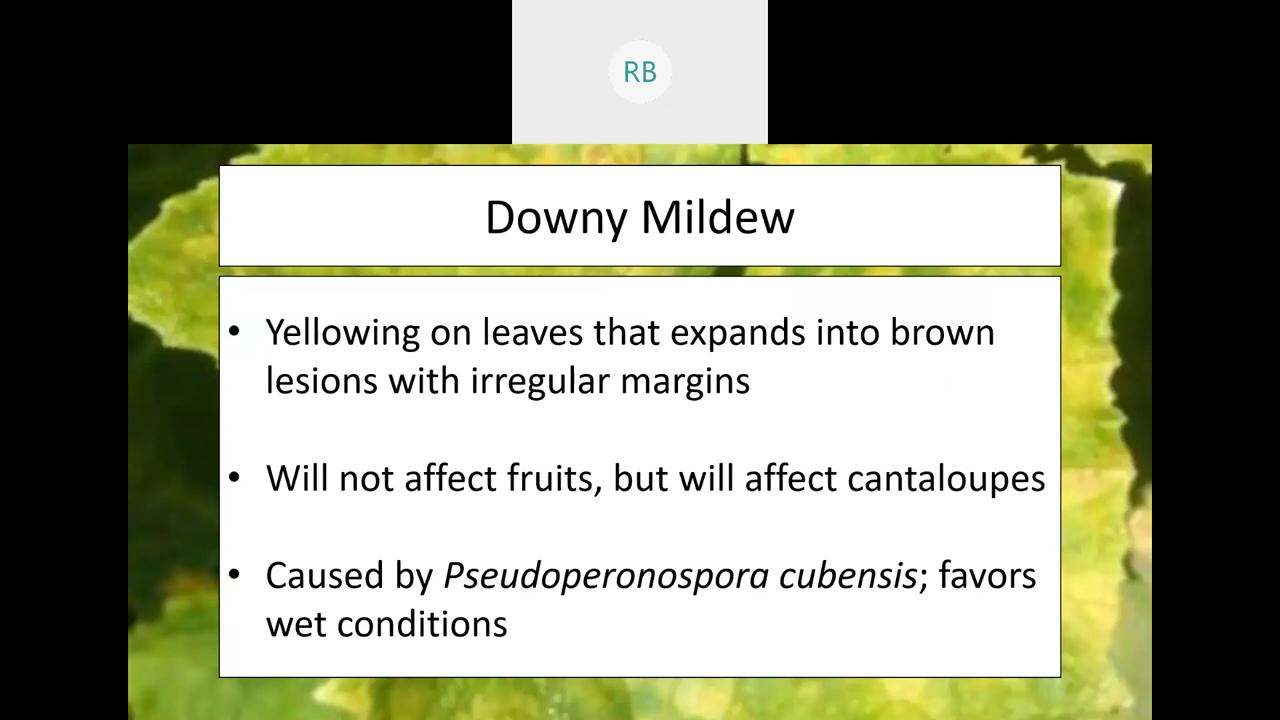 RB
Downy Mildew
• Yellowing on leaves that expands into brown
lesions with irregular margins
• Will not affect fruits, but will affect cantaloupes
• Caused by Pseudoperonospora cubensis; favors
wet conditions